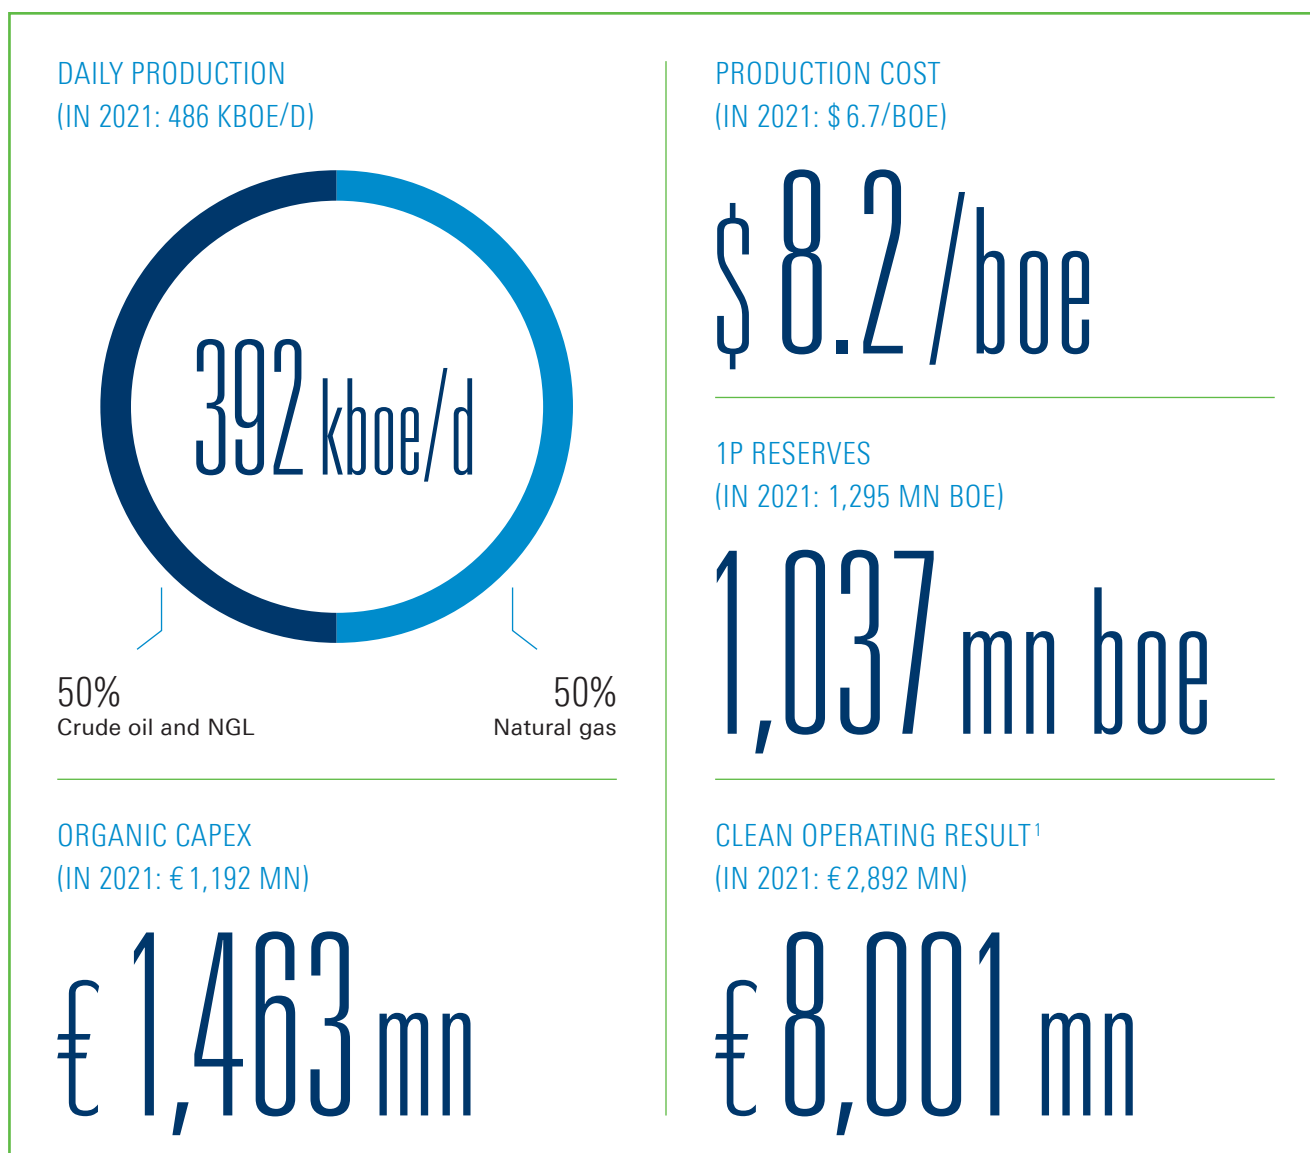 DAILY PRODUCTION
(IN 2021: 486 KBOE/D)
392 kboe/d
50%
Crude oil and NGL
50%
Natural gas
ORGANIC CAPEX
(IN 2021: € 1,192 MN)
€ 1,463 mn
PRODUCTION COST
(IN 2021: $ 6.7/BOE)
$ 8.2 /boe
1P RESERVES
(IN 2021: 1,295 MN BOE)
1,037 mn boe
CLEAN OPERATING RESULT¹
(IN 2021: € 2,892 MN)
€ 8,001 mn